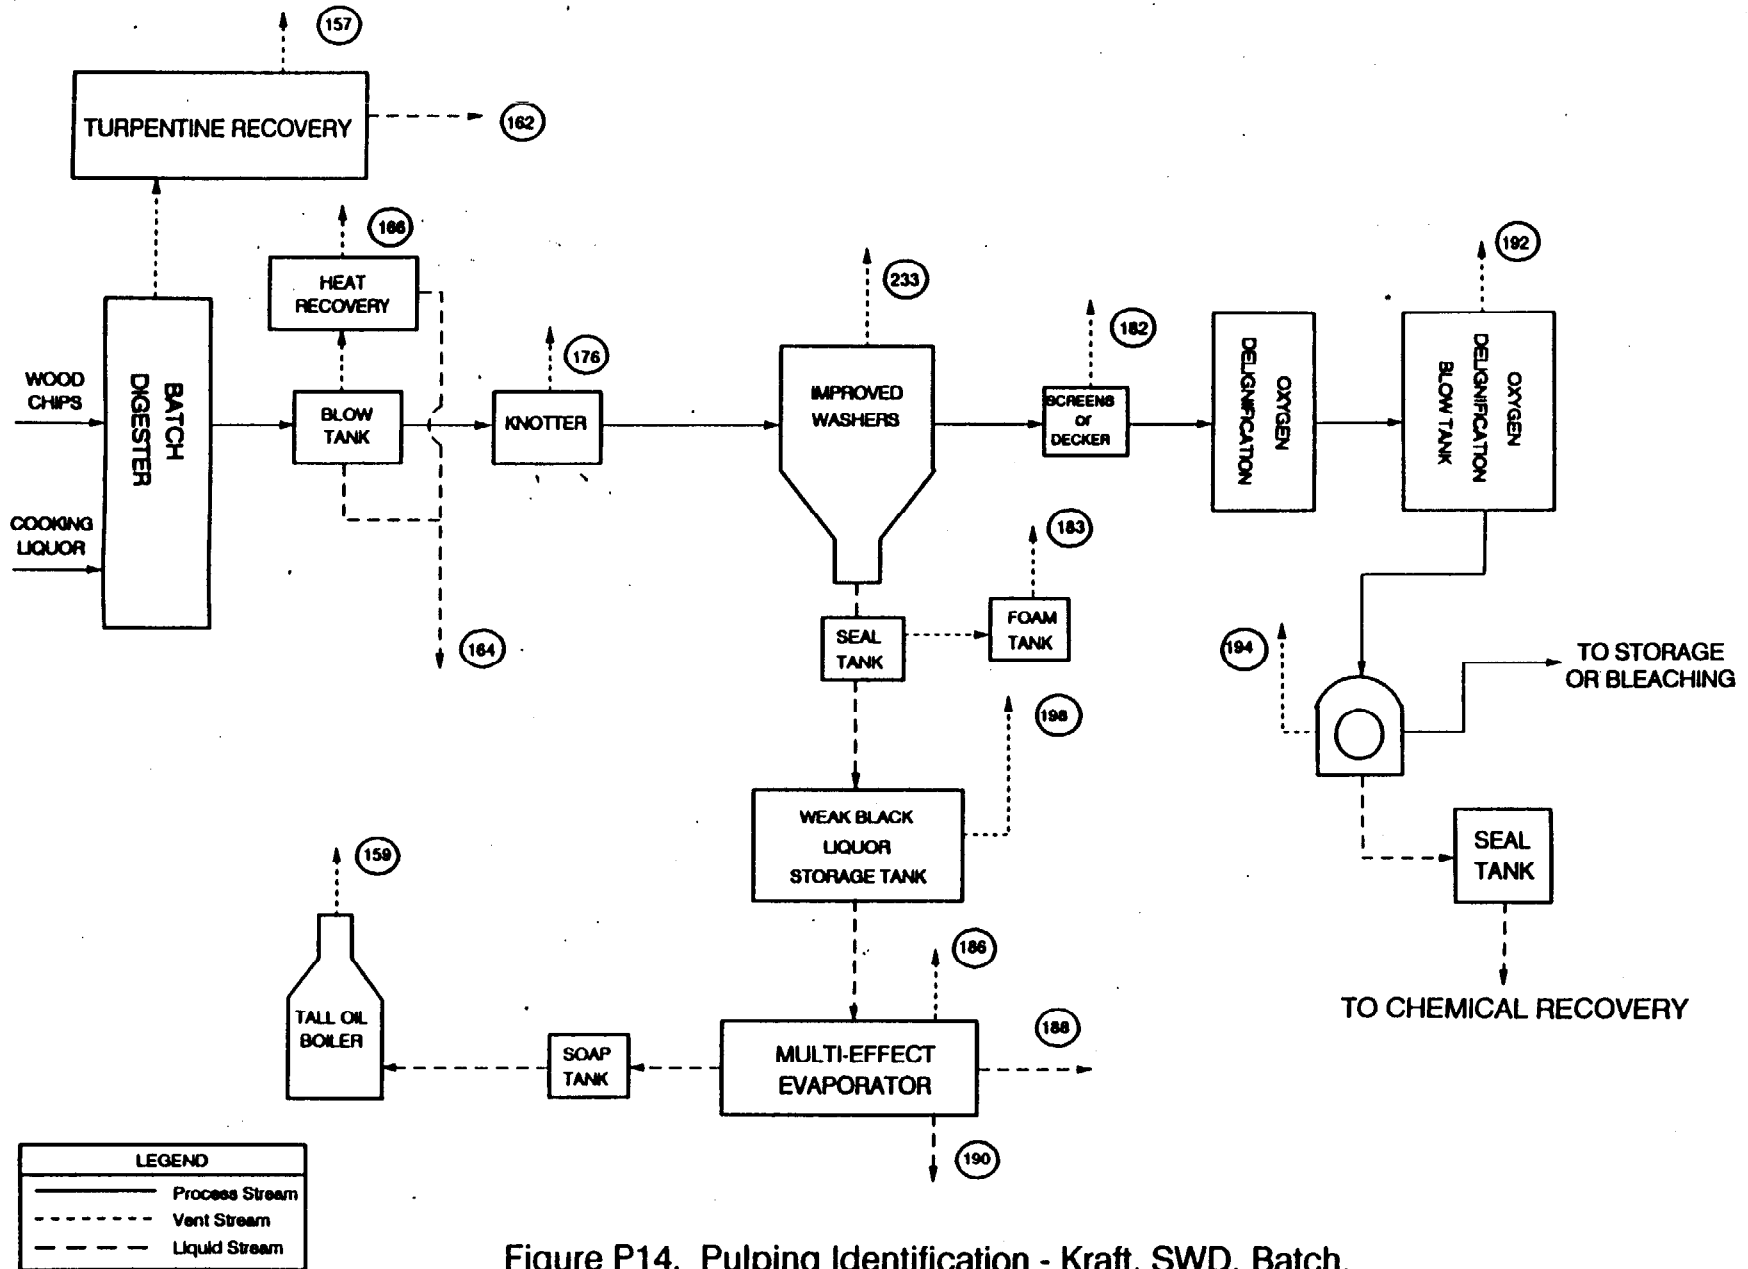 157
TURPENTINE RECOVERY
162
166
HEAT
RECOVERY
WOOD
CHIPS
COOKING
LIQUOR
BATCH
DIGESTER
BLOW
TANK
164
176
KNOTTER
233
IMPROVED
WASHERS
182
SCREENS
or
DECKER
OXYGEN
DELIGNIFICATION
192
OXYGEN
DELIGNIFICATION
BLOW TANK
SEAL
TANK
183
FOAM
TANK
194
TO STORAGE
OR BLEACHING
SEAL
TANK
TO CHEMICAL RECOVERY
WEAK BLACK
LIQUOR
STORAGE TANK
159
TALL OIL
BOILER
SOAP
TANK
186
MULTI-EFFECT
EVAPORATOR
188
190
LEGEND
Process Stream
Vent Stream
Liquid Stream
Figure P14. Pulping Identification - Kraft, SWD, Batch,